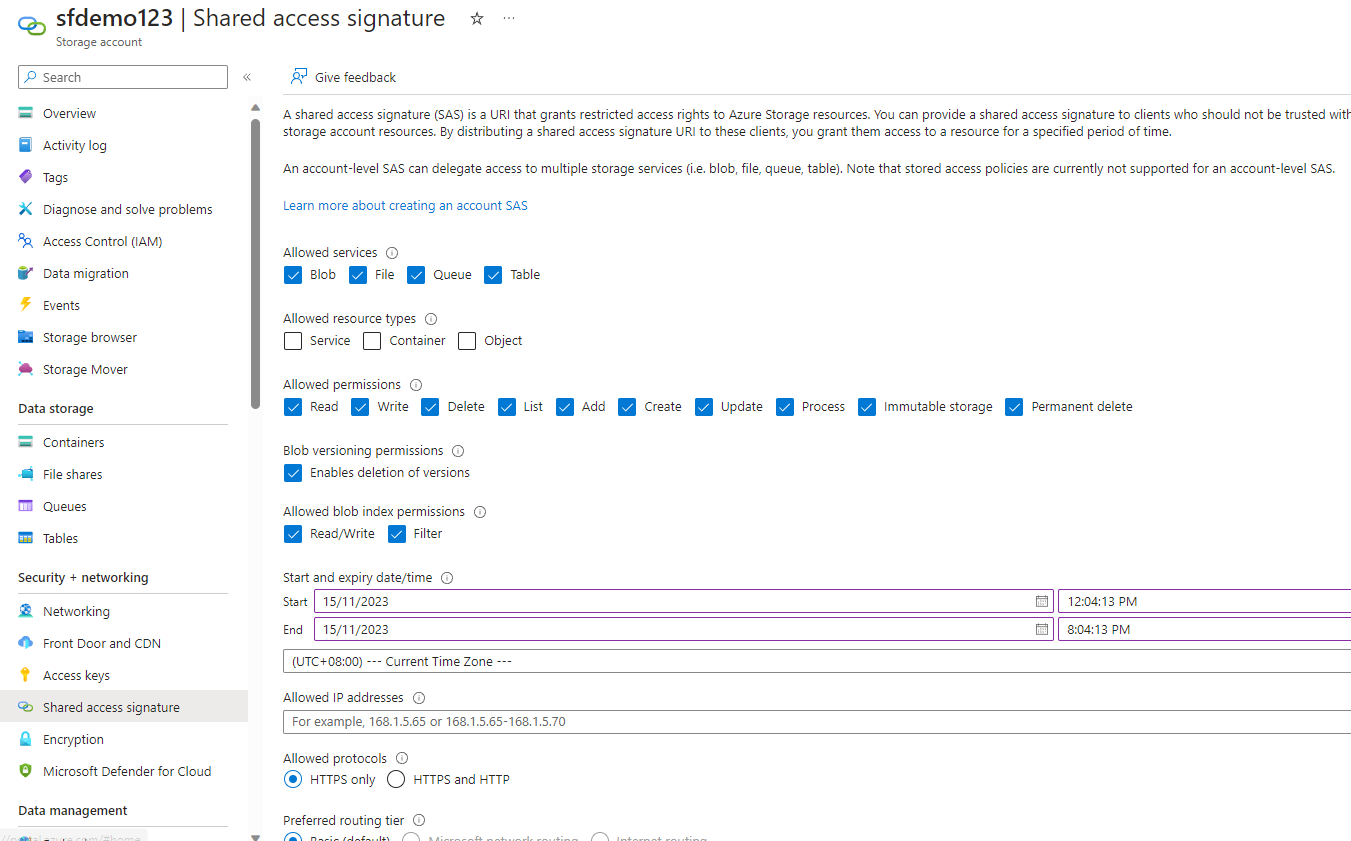 sfdemo123 | Shared access signature
Storage account
Search
Give feedback
Overview
Activity log
Tags
Diagnose and solve problems
Access Control (IAM)
Data migration
Events
Storage browser
Storage Mover
Data storage
Containers
File shares
Queues
Tables
Security + networking
Networking
Front Door and CDN
Access keys
Shared access signature
Encryption
Microsoft Defender for Cloud
Data management
A shared access signature (SAS) is a URI that grants restricted access rights to Azure Storage resources. You can provide a shared access signature to clients who should not be trusted with
storage account resources. By distributing a shared access signature URI to these clients, you grant them access to a resource for a specified period of time.
An account-level SAS can delegate access to multiple storage services (i.e. blob, file, queue, table). Note that stored access policies are currently not supported for an account-level SAS.
Learn more about creating an account SAS
Allowed services
Blob File Queue Table
Allowed resource types
Service Container Object
Allowed permissions
Read Write Delete List Add Create Update Process Immutable storage Permanent delete
Blob versioning permissions
Enables deletion of versions
Allowed blob index permissions
Read/Write Filter
Start and expiry date/time
Start 15/11/2023 12:04:13 PM
End 15/11/2023 8:04:13 PM
(UTC+08:00) --- Current Time Zone ---
Allowed IP addresses
For example, 168.1.5.65 or 168.1.5.65-168.1.5.70
Allowed protocols
HTTPS only HTTPS and HTTP
Preferred routing tier
Basic (default) Microsoft network routing Internet routing